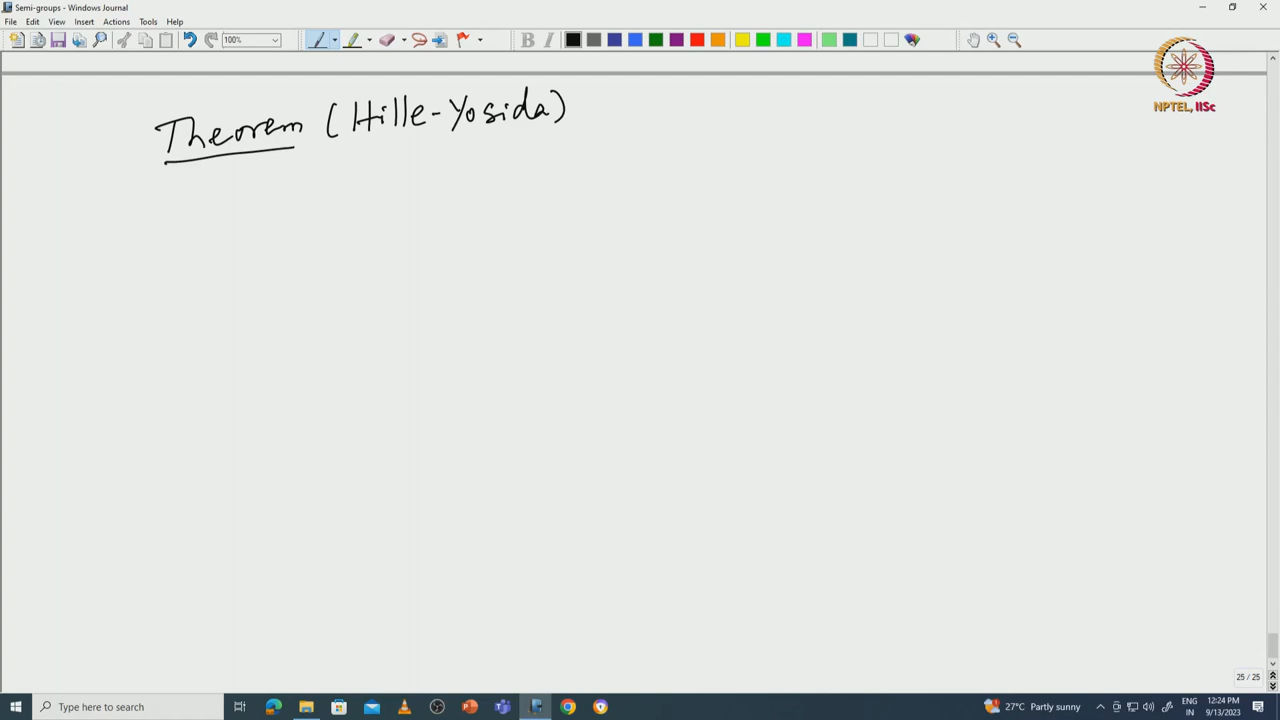 Semi-groups - Windows Journal
File Edit View Insert Actions Tools Help
100%
B I
NPTEL, IISc
Theorem (Hille-Yosida)
25 / 25
Type here to search
27°C Partly sunny
ENG
IN
12:24 PM
9/13/2023